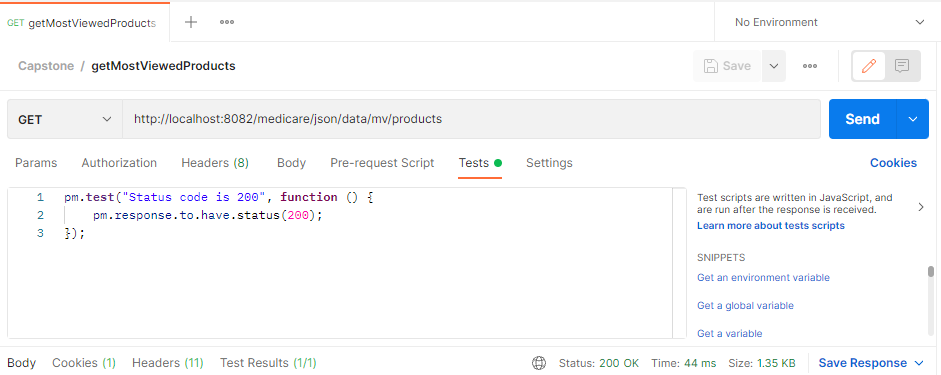 GET getMostViewedProducts
No Environment
Capstone / getMostViewedProducts
Save
GET http://localhost:8082/medicare/json/data/mv/products Send
Params Authorization Headers (8) Body Pre-request Script Tests Settings Cookies
1 pm.test("Status code is 200", function () {
2 pm.response.to.have.status(200);
3 });
Test scripts are written in JavaScript, and
are run after the response is received.
Learn more about tests scripts
SNIPPETS
Get an environment variable
Get a global variable
Get a variable
Body Cookies (1) Headers (11) Test Results (1/1) Status: 200 OK Time: 44 ms Size: 1.35 KB Save Response